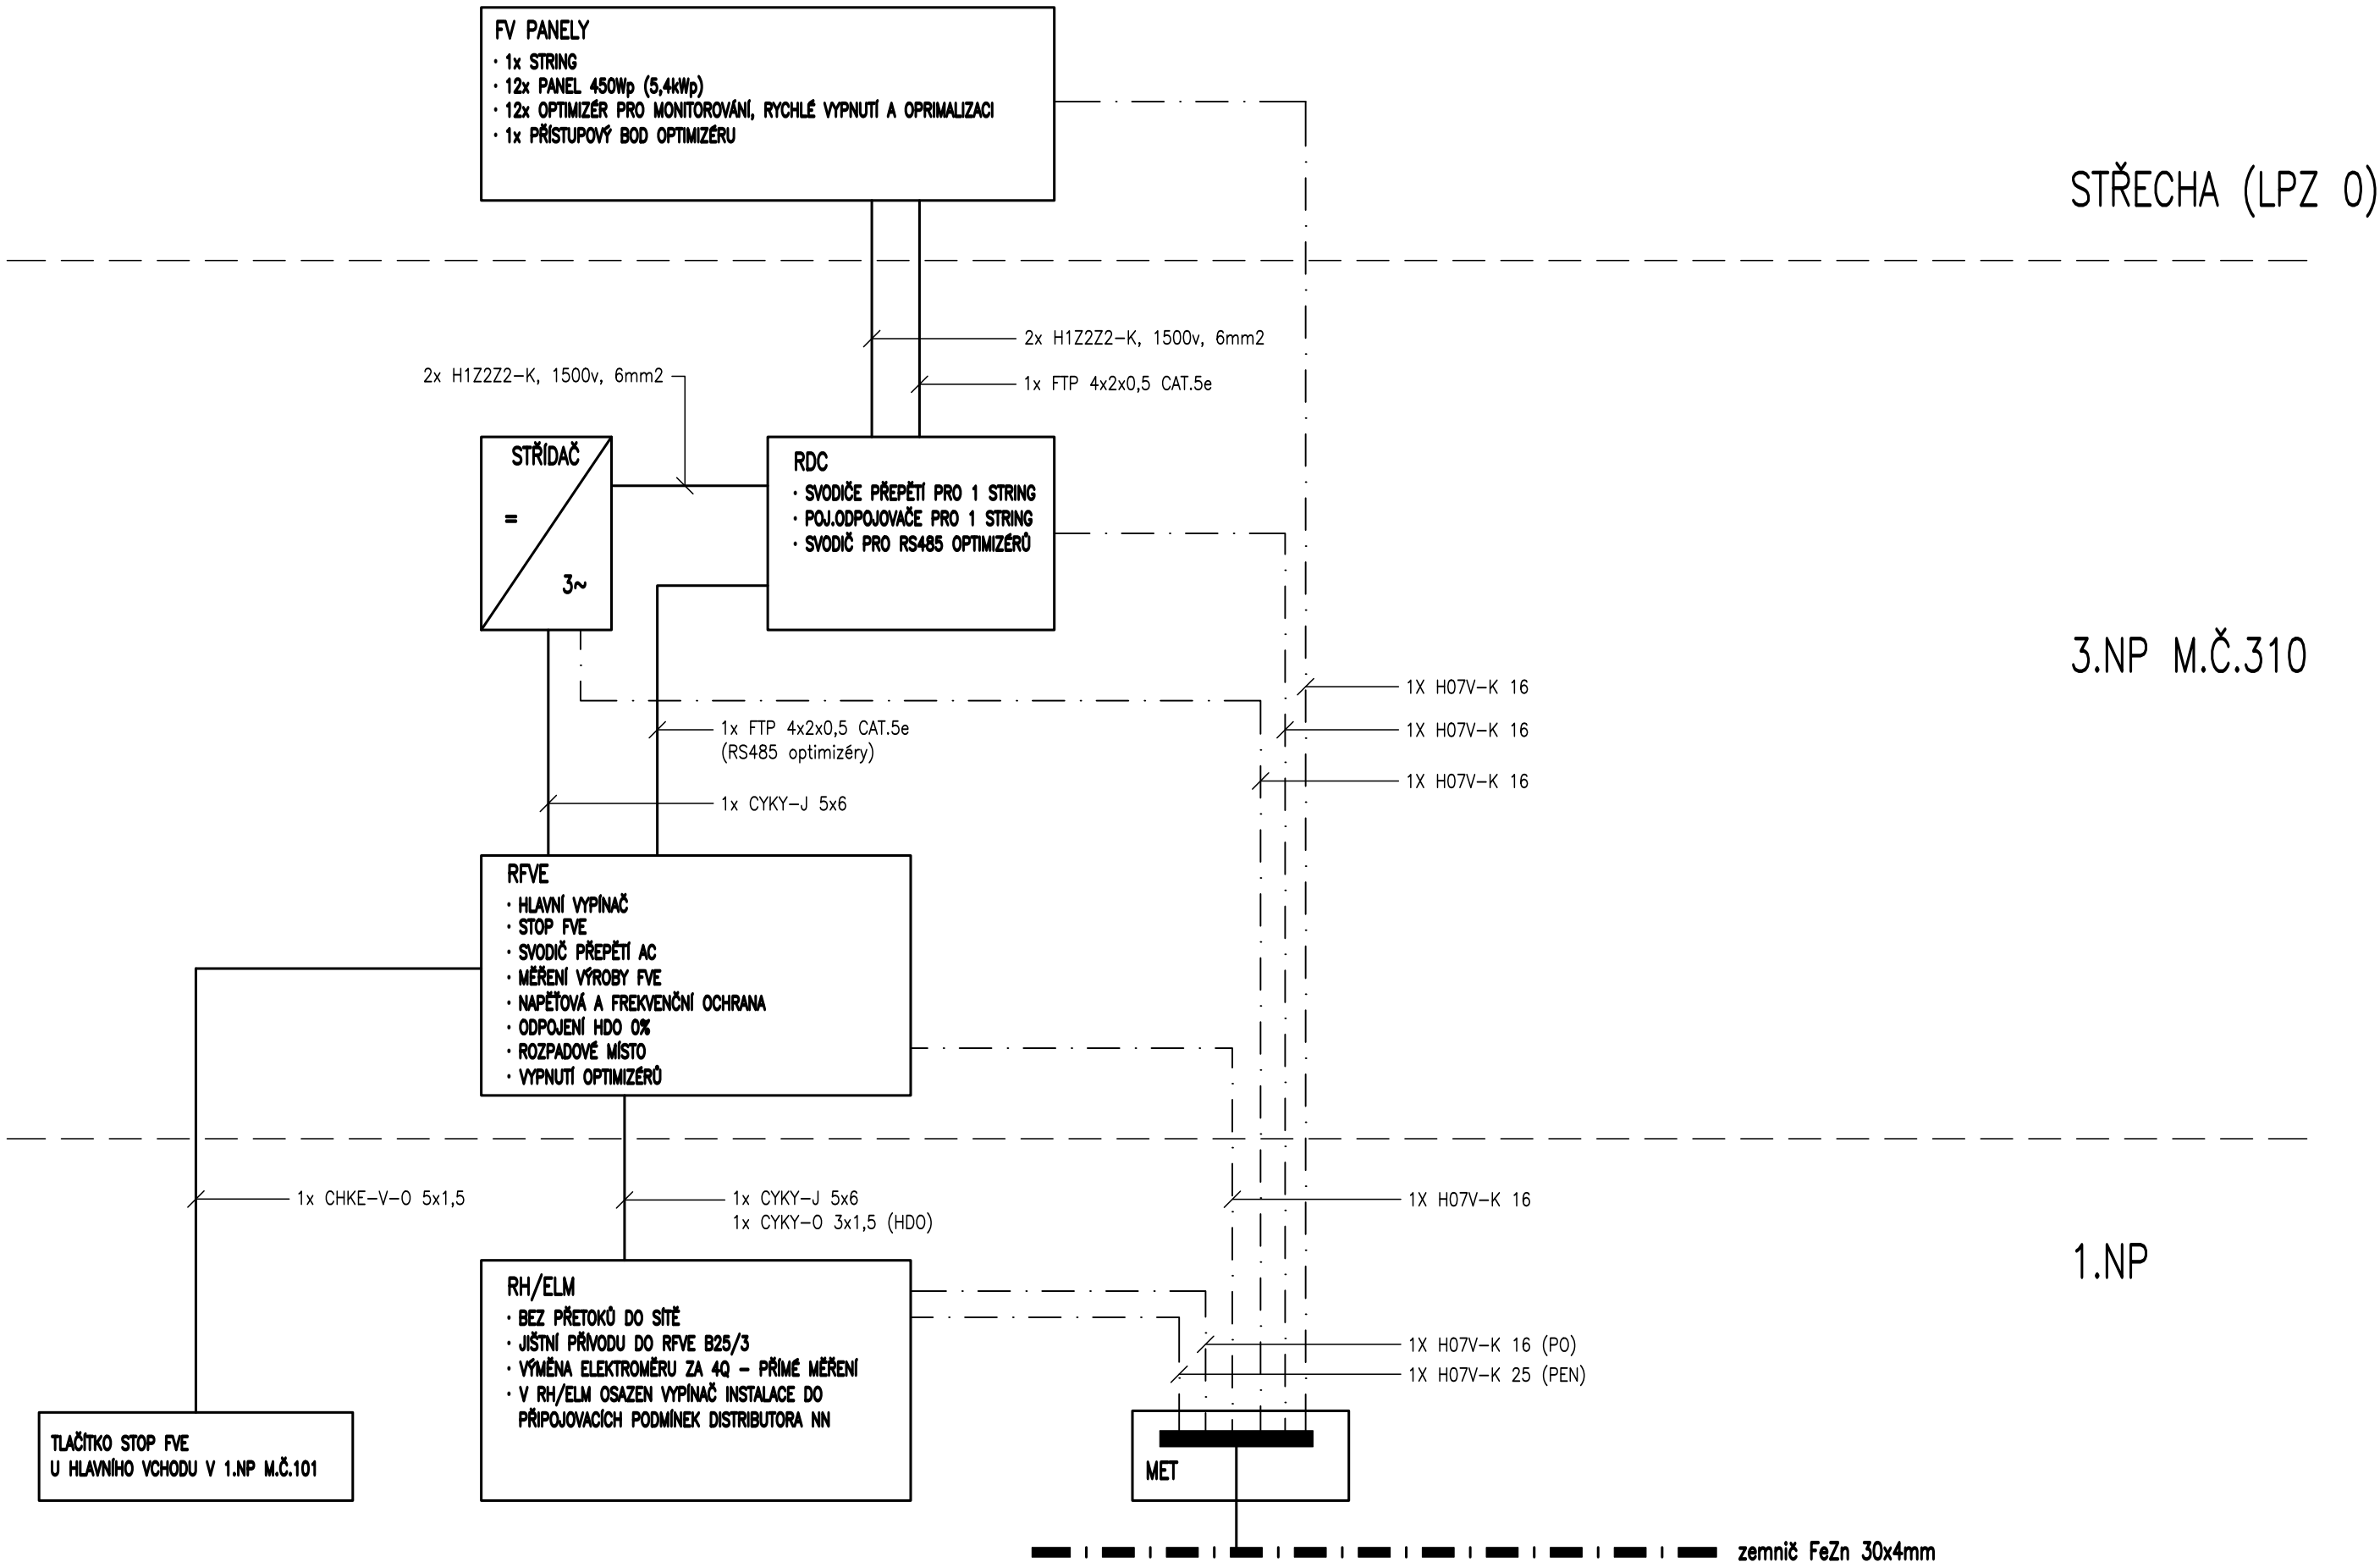 FV PANELY
· 1x STRING
· 12x PANEL 450Wp (5,4kWp)
· 12x OPTIMIZÉR PRO MONITOROVÁNÍ, RYCHLÉ VYPNUTÍ A OPRIMALIZACI
· 1x PŘÍSTUPOVÝ BOD OPTIMIZÉRU
STŘECHA (LPZ 0)
2x H1Z2Z2-K, 1500v, 6mm2
1x FTP 4x2x0,5 CAT.5e
2x H1Z2Z2-K, 1500v, 6mm2
STŘÍDAČ
=
3~
RDC
· SVODIČE PŘEPĚTÍ PRO 1 STRING
· POJ.ODPOJOVAČE PRO 1 STRING
· SVODIČ PRO RS485 OPTIMIZÉRŮ
3.NP M.Č.310
1X H07V-K 16
1X H07V-K 16
1X H07V-K 16
1x FTP 4x2x0,5 CAT.5e
(RS485 optimizéry)
1x CYKY-J 5x6
RFVE
· HLAVNÍ VYPÍNAČ
· STOP FVE
· SVODIČ PŘEPĚTÍ AC
· MĚŘENÍ VÝROBY FVE
· NAPĚŤOVÁ A FREKVENČNÍ OCHRANA
· ODPOJENÍ HDO 0%
· ROZPADOVÉ MÍSTO
· VYPNUTÍ OPTIMIZÉRŮ
1x CHKE-V-O 5x1,5
1x CYKY-J 5x6
1x CYKY-O 3x1,5 (HDO)
1X H07V-K 16
1.NP
RH/ELM
· BEZ PŘETOKŮ DO SÍTĚ
· JIŠTNÍ PŘÍVODU DO RFVE B25/3
· VÝMĚNA ELEKTROMĚRU ZA 4Q - PŘÍMÉ MĚŘENÍ
· V RH/ELM OSAZEN VYPÍNAČ INSTALACE DO
PŘIPOJOVACÍCH PODMÍNEK DISTRIBUTORA NN
1X H07V-K 16 (PO)
1X H07V-K 25 (PEN)
TLAČÍTKO STOP FVE
U HLAVNÍHO VCHODU V 1.NP M.Č.101
MET
zemnič FeZn 30x4mm